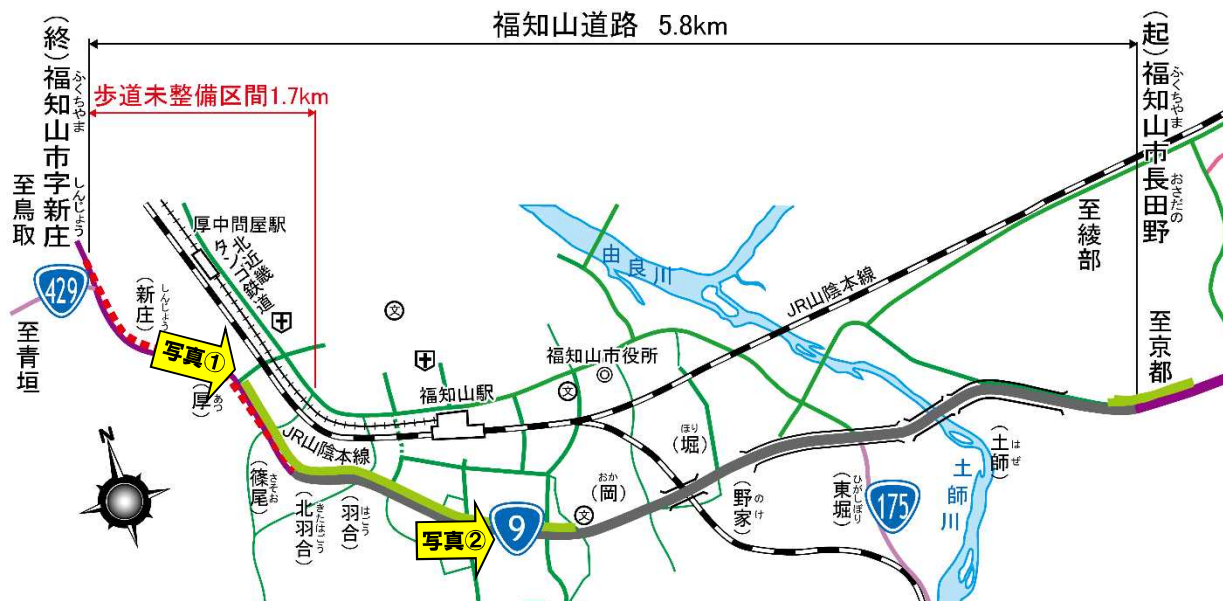 福知山道路 5.8km
歩道未整備区間1.7km
(終)福知山市字新庄
ふくちやま
しんじょう
至鳥取
429
至青垣
(新庄)
しんじょう
写真①
(厚)
あつ
厚中問屋駅
北近畿
タンゴ鉄道
JR山陰本線
福知山駅
文
文
福知山市役所
由良川
JR山陰本線
(起)福知山市長田野
ふくちやま
おさだの
至綾部
至京都
N
(篠尾)
さそお
(北羽合)
きたはごう
(羽合)
はごう
写真②
9
(岡)
おか
文
(堀)
ほり
(野家)
のけ
(東堀)
ひがしぼり
175
土師川
(土師)
はぜ